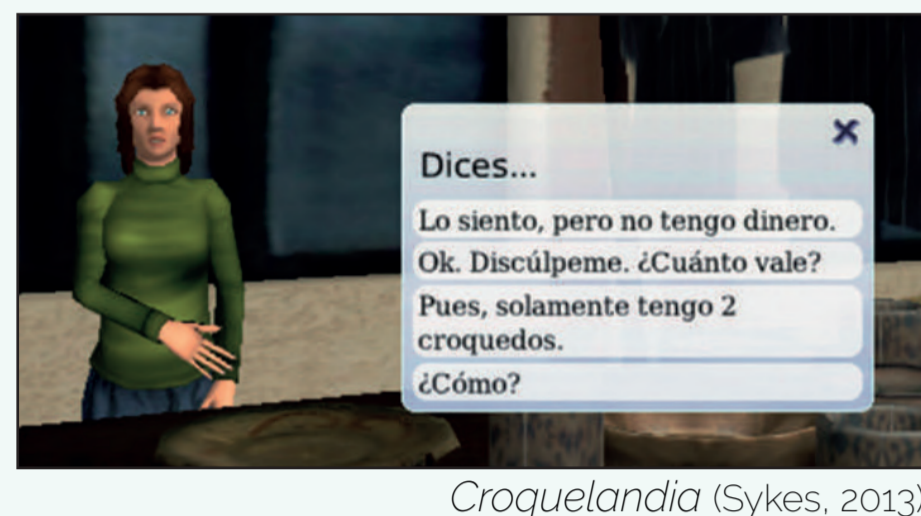 Dices...
Lo siento, pero no tengo dinero.
Ok. Discúlpeme. ¿Cuánto vale?
Pues, solamente tengo 2
croquedos.
¿Cómo?
Croquelandia (Sykes, 2013)